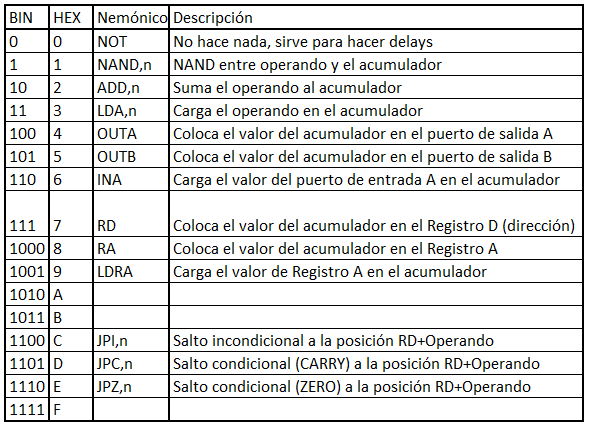 BIN HEX Nemónico Descripción
0 0 NOT No hace nada, sirve para hacer delays
1 1 NAND,n NAND entre operando y el acumulador
10 2 ADD,n Suma el operando al acumulador
11 3 LDA,n Carga el operando en el acumulador
100 4 OUTA Coloca el valor del acumulador en el puerto de salida A
101 5 OUTB Coloca el valor del acumulador en el puerto de salida B
110 6 INA Carga el valor del puerto de entrada A en el acumulador
111 7 RD Coloca el valor del acumulador en el Registro D (dirección)
1000 8 RA Coloca el valor del acumulador en el Registro A
1001 9 LDRA Carga el valor de Registro A en el acumulador
1010 A
1011 B
1100 C JPI,n Salto incondicional a la posición RD+Operando
1101 D JPC,n Salto condicional (CARRY) a la posición RD+Operando
1110 E JPZ,n Salto condicional (ZERO) a la posición RD+Operando
1111 F